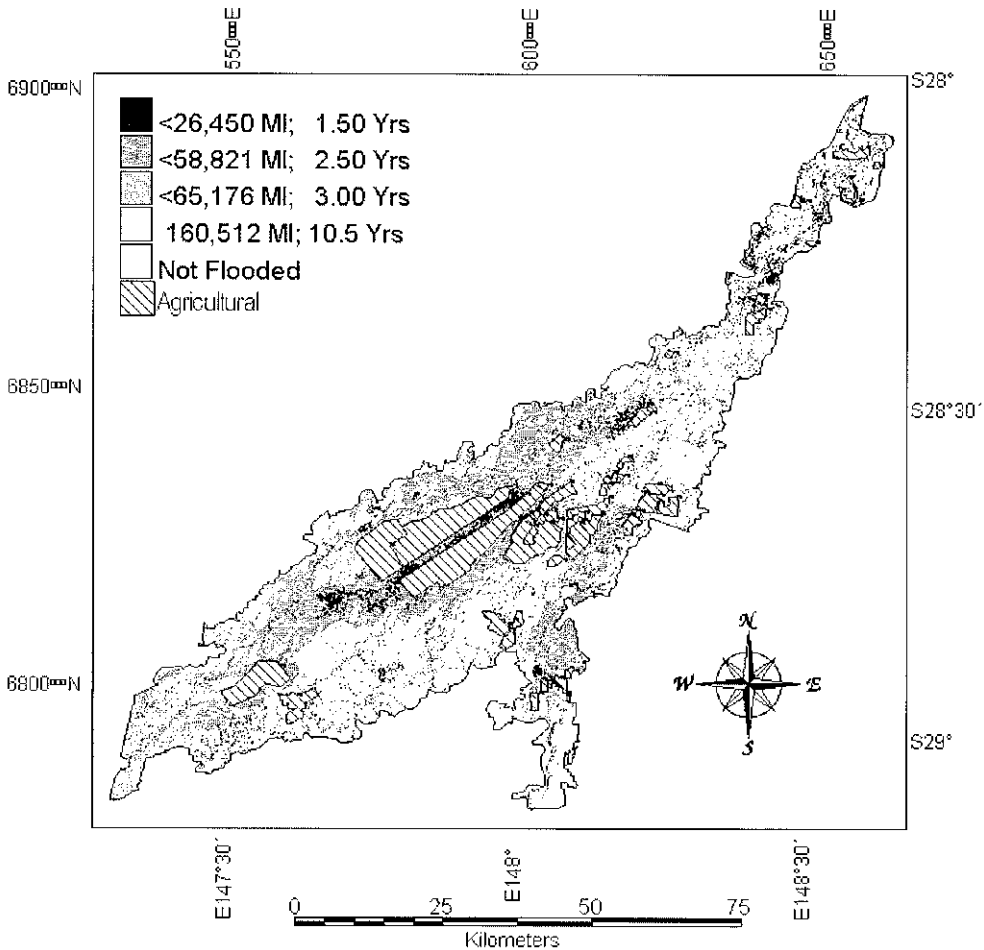 550⁰⁰⁰E
600⁰⁰⁰E
650⁰⁰⁰E
6900⁰⁰⁰N
S28°
<26,450 Ml; 1.50 Yrs
<58,821 Ml; 2.50 Yrs
<65,176 Ml; 3.00 Yrs
160,512 Ml; 10.5 Yrs
Not Flooded
Agricultural
6850⁰⁰⁰N
S28°30'
N
W
E
S
6800⁰⁰⁰N
S29°
E147°30'
E148°
E148°30'
0
25
50
75
Kilometers